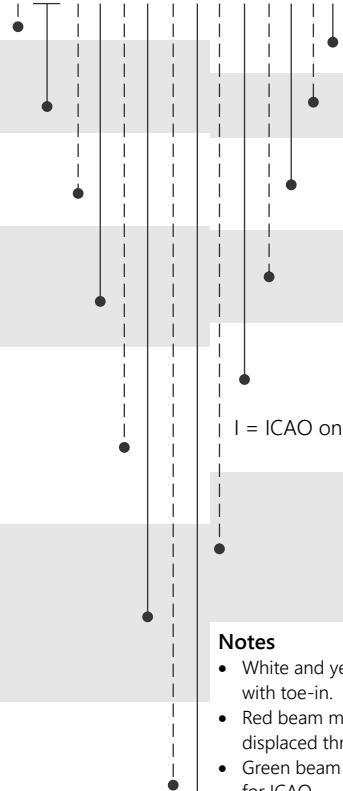 I = ICAO on
Notes
• White and ye
with toe-in.
• Red beam m
displaced thr
• Green beam
for ICAO